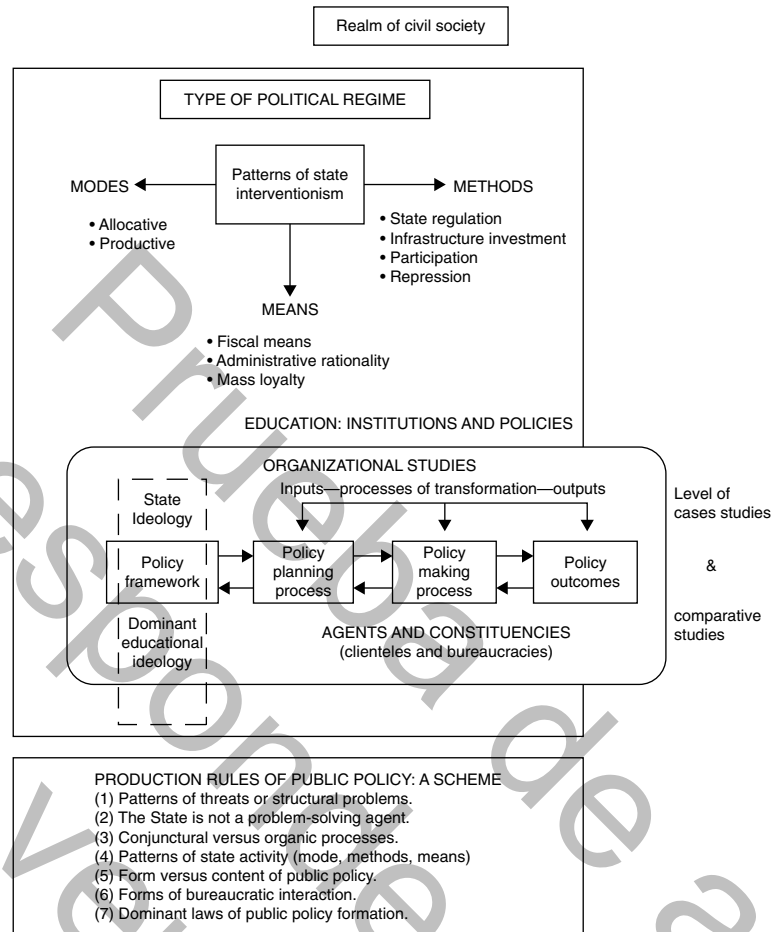 Realm of civil society
TYPE OF POLITICAL REGIME
Patterns of state
interventionism
MODES
METHODS
• Allocative
• Productive
• State regulation
• Infrastructure investment
• Participation
• Repression
MEANS
• Fiscal means
• Administrative rationality
• Mass loyalty
EDUCATION: INSTITUTIONS AND POLICIES
ORGANIZATIONAL STUDIES
Inputs—processes of transformation—outputs
State
Ideology
Policy
framework
Policy
planning
process
Policy
making
process
Policy
outcomes
Dominant
educational
ideology
AGENTS AND CONSTITUENCIES
(clienteles and bureaucracies)
Level of
cases studies
&
comparative
studies
PRODUCTION RULES OF PUBLIC POLICY: A SCHEME
(1) Patterns of threats or structural problems.
(2) The State is not a problem-solving agent.
(3) Conjunctural versus organic processes.
(4) Patterns of state activity (mode, methods, means)
(5) Form versus content of public policy.
(6) Forms of bureaucratic interaction.
(7) Dominant laws of public policy formation.
Prueba de a
esponde
ve